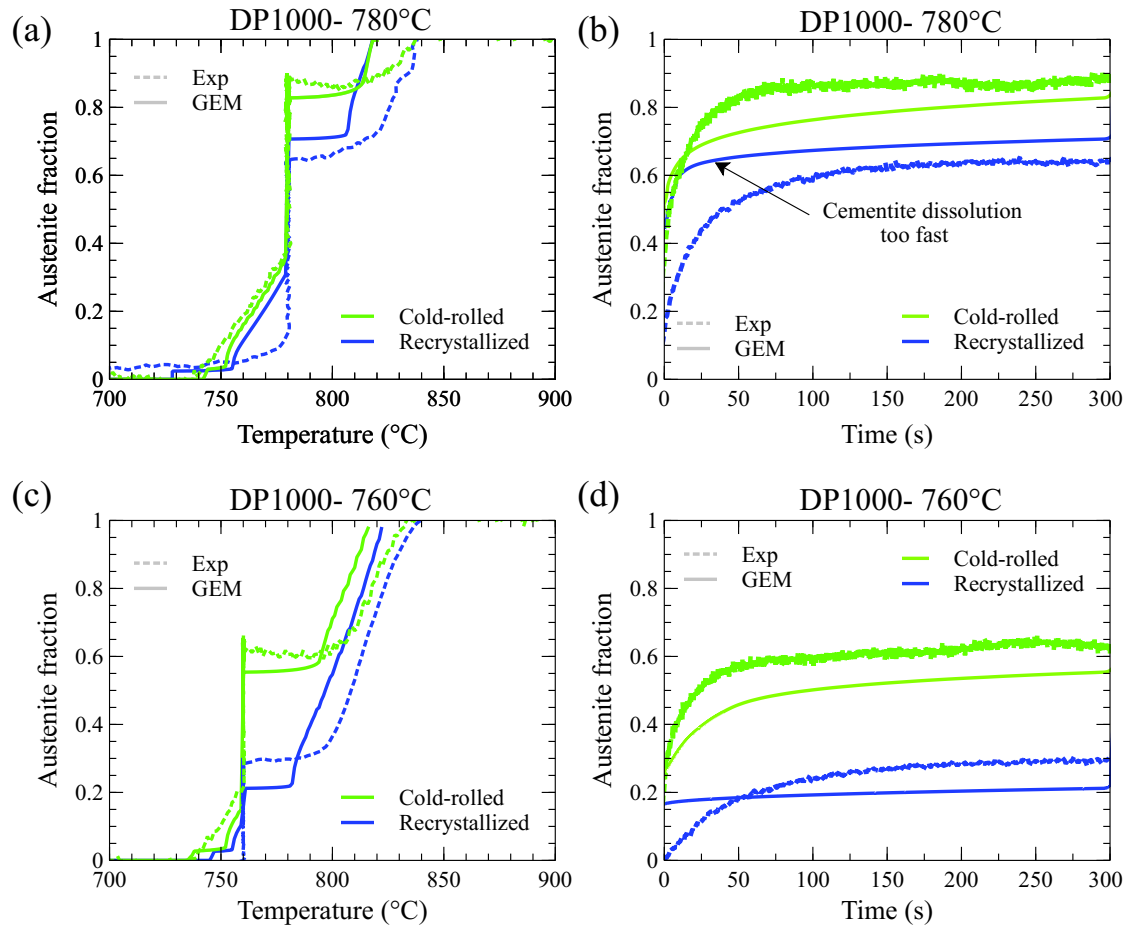 (a)
DP1000- 780°C
1
0.8
0.6
0.4
0.2
0
Austenite fraction
Exp
GEM
Cold-rolled
Recrystallized
700
750
800
850
900
Temperature (°C)
(b)
DP1000- 780°C
1
0.8
0.6
0.4
0.2
0
Austenite fraction
Cementite dissolution
too fast
Exp
GEM
Cold-rolled
Recrystallized
0
50
100
150
200
250
300
Time (s)
(c)
DP1000- 760°C
1
0.8
0.6
0.4
0.2
0
Austenite fraction
Exp
GEM
Cold-rolled
Recrystallized
700
750
800
850
900
Temperature (°C)
(d)
DP1000- 760°C
1
0.8
0.6
0.4
0.2
0
Austenite fraction
Exp
GEM
Cold-rolled
Recrystallized
0
50
100
150
200
250
300
Time (s)